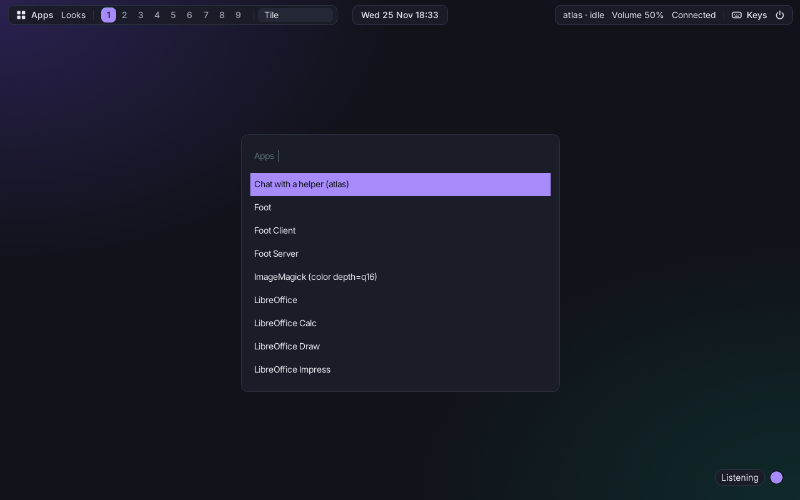 Apps Looks 1 2 3 4 5 6 7 8 9 Tile Wed 25 Nov 18:33 atlas · idle Volume 50% Connected Keys
Apps
Chat with a helper (atlas)
Foot
Foot Client
Foot Server
ImageMagick (color depth=q16)
LibreOffice
LibreOffice Calc
LibreOffice Draw
LibreOffice Impress
Listening